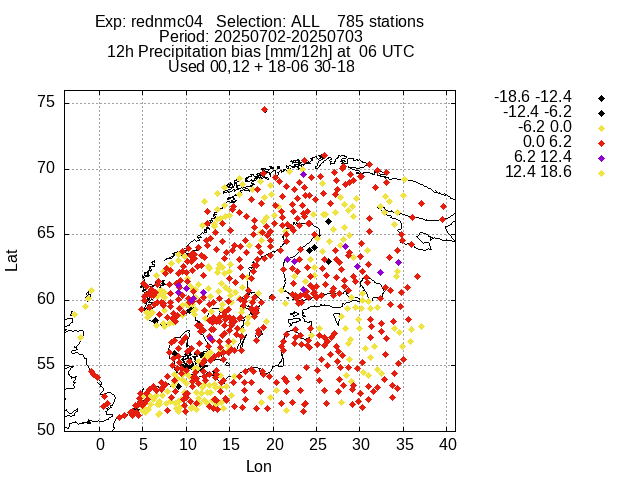 Exp: rednmc04   Selection: ALL    785 stations
Period: 20250702-20250703
12h Precipitation bias [mm/12h] at  06 UTC
Used 00,12 + 18-06 30-18
-18.6 -12.4
-12.4 -6.2
-6.2 0.0
0.0 6.2
6.2 12.4
12.4 18.6
75
70
65
60
55
50
Lat
0 5 10 15 20 25 30 35 40
Lon